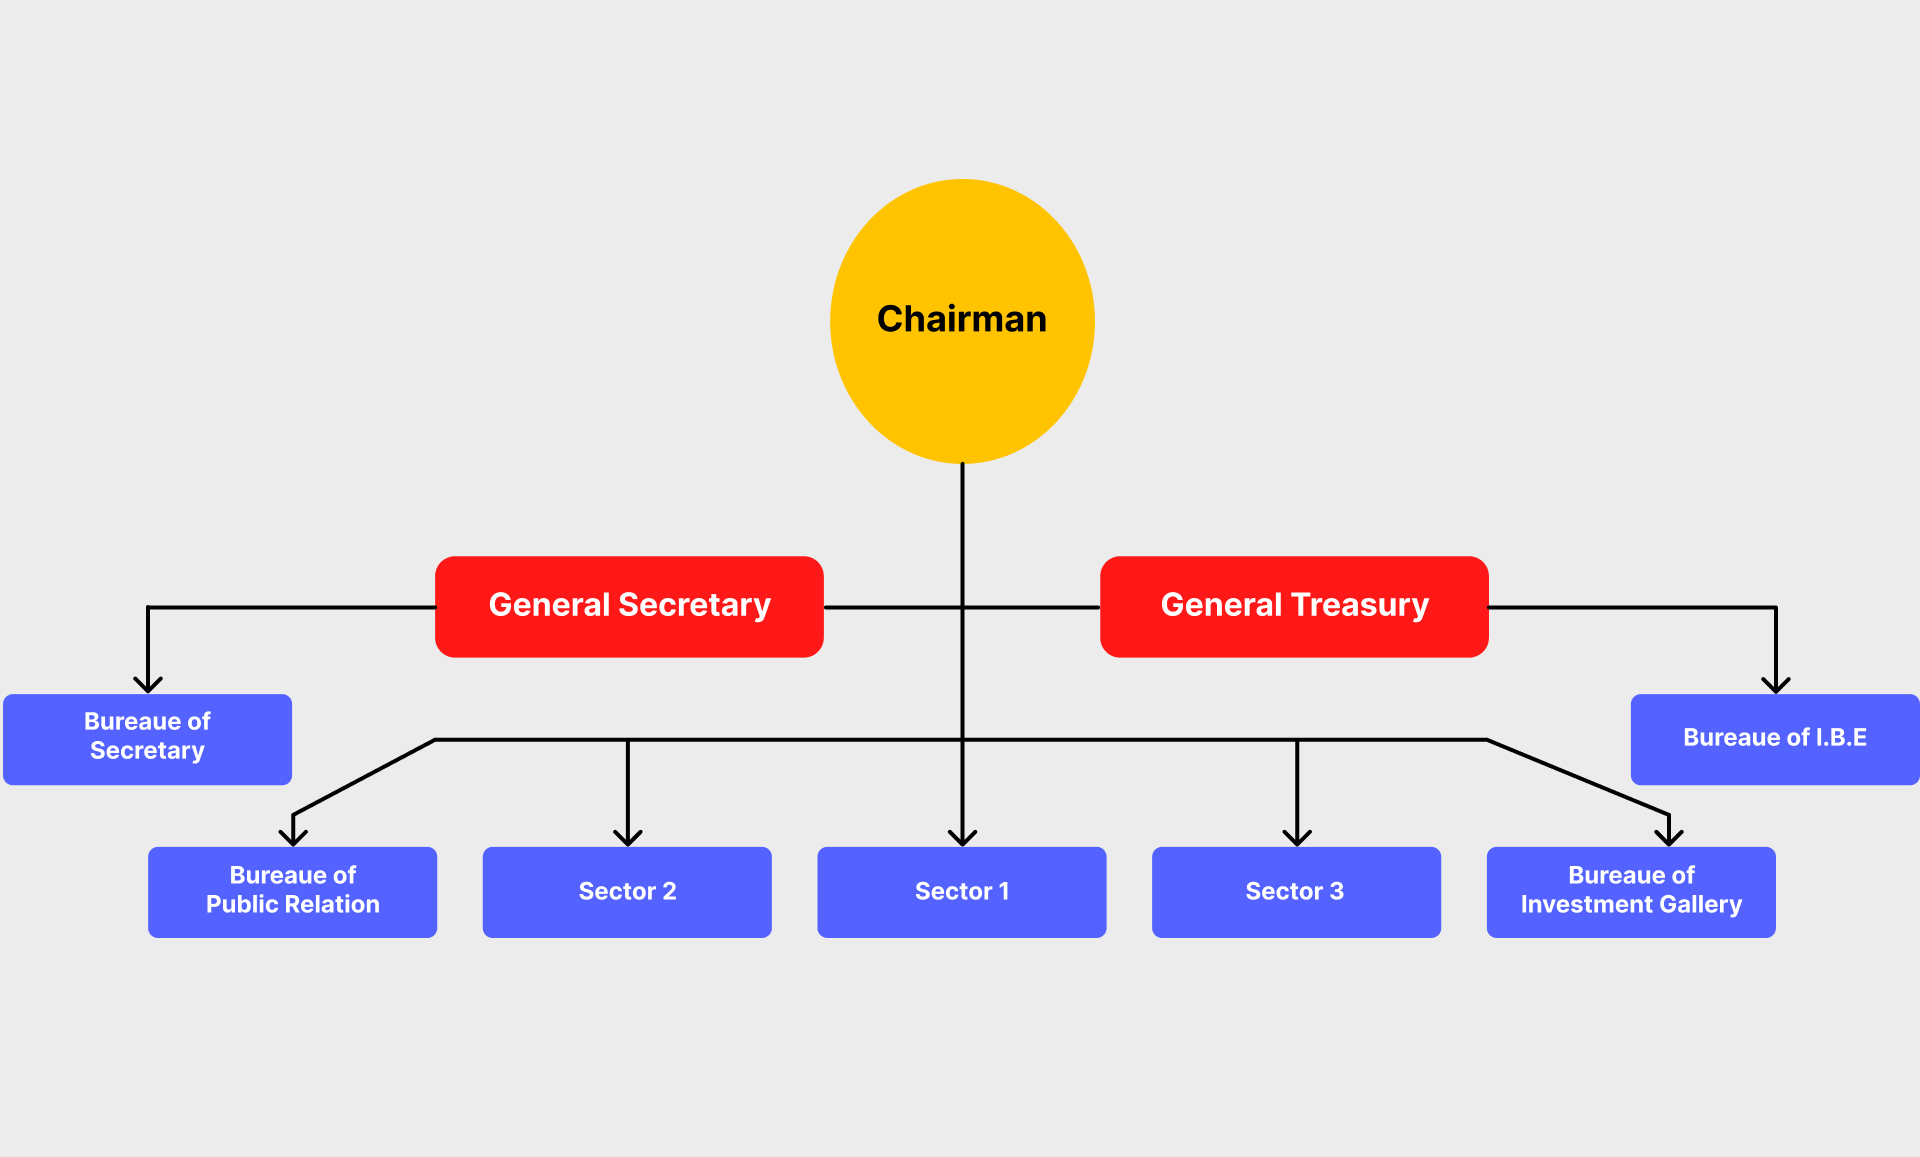 Chairman
General Secretary
General Treasury
Bureaue of
Secretary
Bureaue of I.B.E
Bureaue of
Public Relation
Sector 2
Sector 1
Sector 3
Bureaue of
Investment Gallery